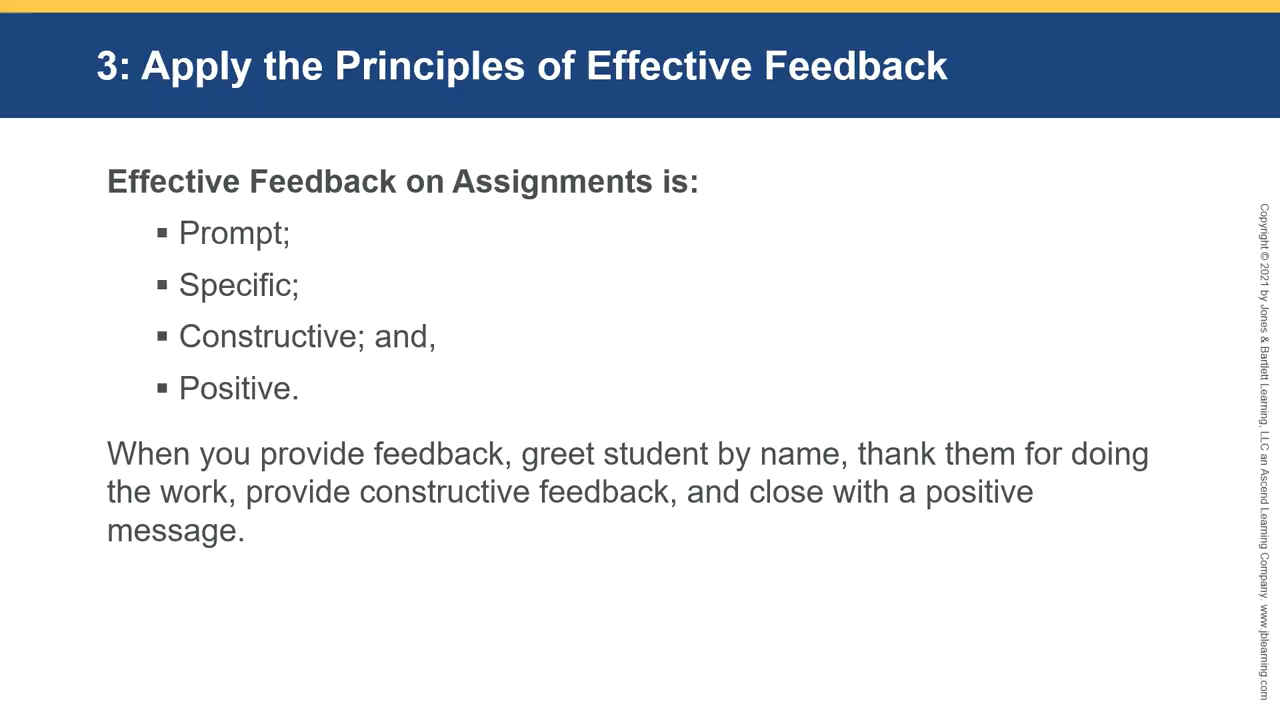 3: Apply the Principles of Effective Feedback
Effective Feedback on Assignments is:
▪ Prompt;
▪ Specific;
▪ Constructive; and,
▪ Positive.
When you provide feedback, greet student by name, thank them for doing
the work, provide constructive feedback, and close with a positive
message.
Copyright © 2021 by Jones & Bartlett Learning, LLC an Ascend Learning Company. www.jblearning.com